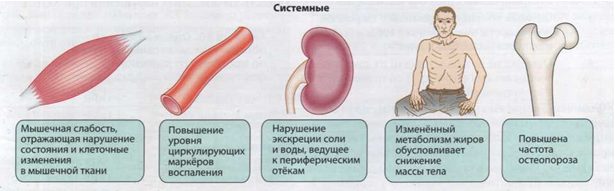 Системные
Мышечная слабость,
отражающая нарушение
состояния и клеточные
изменения
в мышечной ткани
Повышение
уровня
циркулирующих
маркёров
воспаления
Нарушение
экскреции соли
и воды, ведущее
к периферическим
отёкам
Изменённый
метаболизм жиров
обусловливает
снижение
массы тела
Повышена
частота
остеопороза